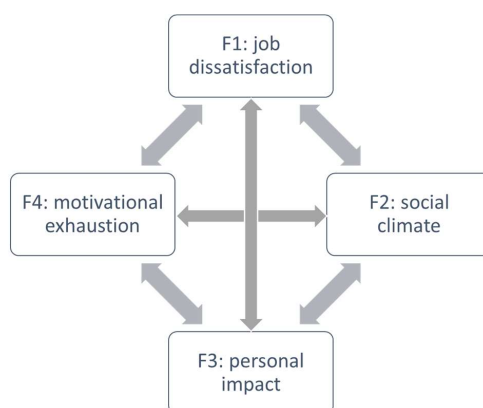 F1: job
dissatisfaction
F4: motivational
exhaustion
F2: social
climate
F3: personal
impact